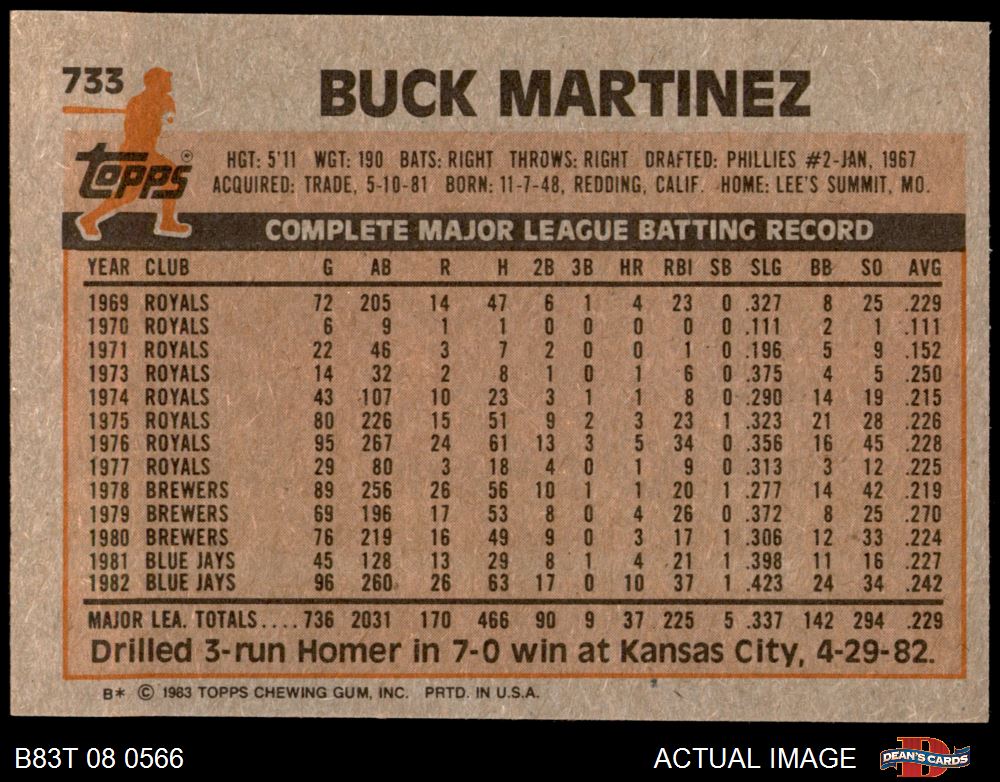 733
BUCK MARTINEZ
Topps®
HGT: 5'11 WGT: 190 BATS: RIGHT THROWS: RIGHT DRAFTED: PHILLIES #2-JAN, 1967
ACQUIRED: TRADE, 5-10-81 BORN: 11-7-48, REDDING, CALIF. HOME: LEE'S SUMMIT, MO.
COMPLETE MAJOR LEAGUE BATTING RECORD
YEAR CLUB G AB R H 2B 3B HR RBI SB SLG BB SO AVG
1969 ROYALS 72 205 14 47 6 1 4 23 0 .327 8 25 .229
1970 ROYALS 6 9 1 1 0 0 0 0 0 .111 2 1 .111
1971 ROYALS 22 46 3 7 2 0 0 1 0 .196 5 9 .152
1973 ROYALS 14 32 2 8 1 0 1 6 0 .375 4 5 .250
1974 ROYALS 43 107 10 23 3 1 1 8 0 .290 14 19 .215
1975 ROYALS 80 226 15 51 9 2 3 23 1 .323 21 28 .226
1976 ROYALS 95 267 24 61 13 3 5 34 0 .356 16 45 .228
1977 ROYALS 29 80 3 18 4 0 1 9 0 .313 3 12 .225
1978 BREWERS 89 256 26 56 10 1 1 20 1 .277 14 42 .219
1979 BREWERS 69 196 17 53 8 0 4 26 0 .372 8 25 .270
1980 BREWERS 76 219 16 49 9 0 3 17 1 .306 12 33 .224
1981 BLUE JAYS 45 128 13 29 8 1 4 21 1 .398 11 16 .227
1982 BLUE JAYS 96 260 26 63 17 0 10 37 1 .423 24 34 .242
MAJOR LEA. TOTALS.... 736 2031 170 466 90 9 37 225 5 .337 142 294 .229
Drilled 3-run Homer in 7-0 win at Kansas City, 4-29-82.
B* © 1983 TOPPS CHEWING GUM, INC. PRTD. IN U.S.A.
B83T 08 0566
ACTUAL IMAGE
DEAN'S CARDS